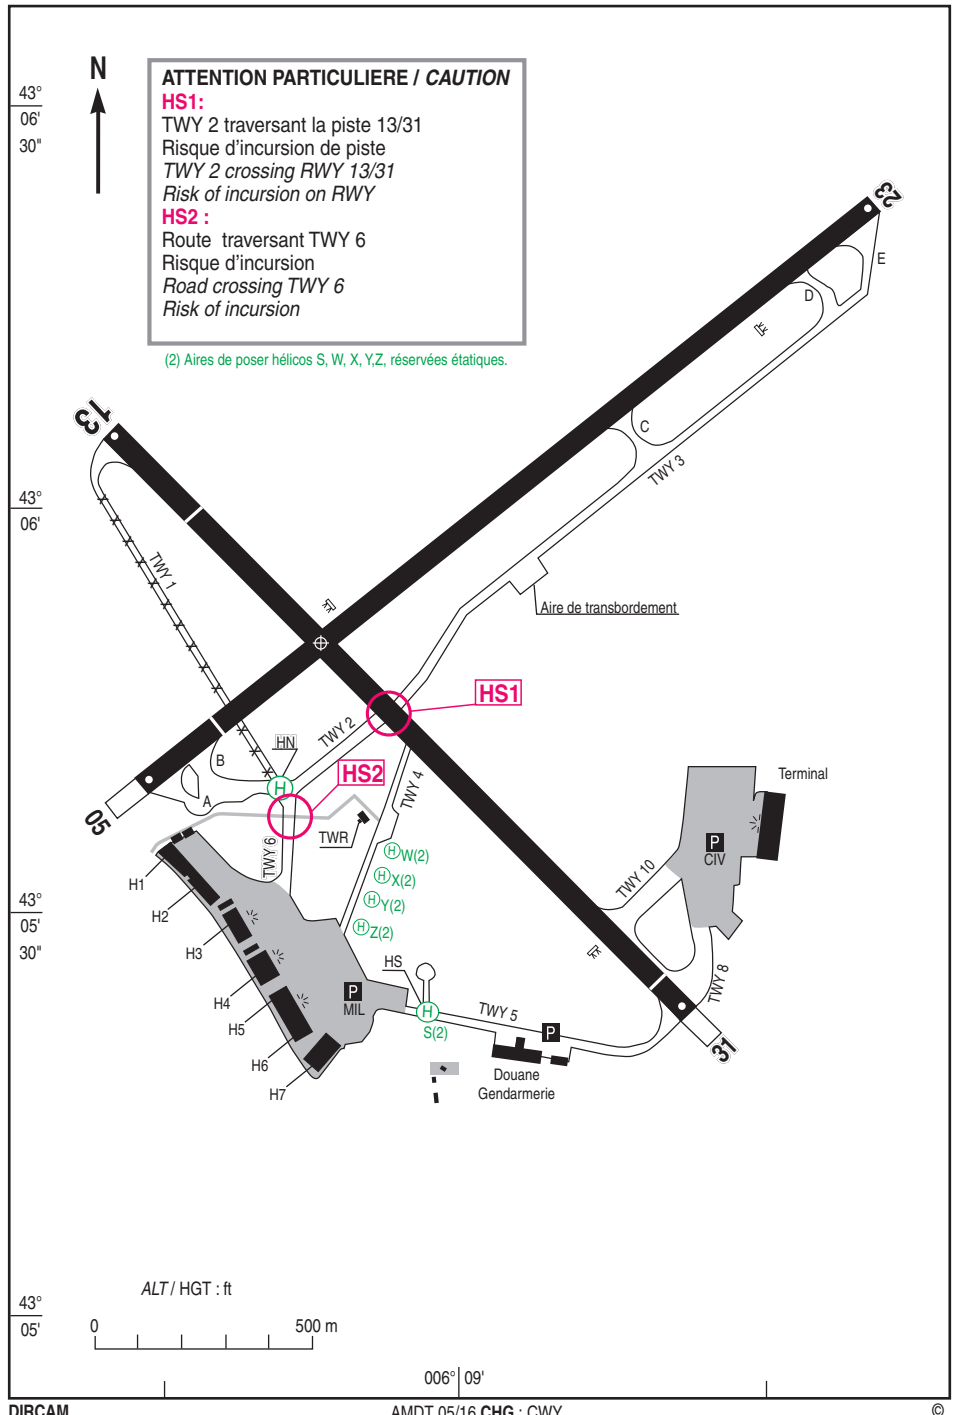 N
ATTENTION PARTICULIERE / CAUTION
HS1:
TWY 2 traversant la piste 13/31
Risque d'incursion de piste
TWY 2 crossing RWY 13/31
Risk of incursion on RWY
HS2 :
Route traversant TWY 6
Risque d'incursion
Road crossing TWY 6
Risk of incursion
(2) Aires de poser hélicos S, W, X, Y,Z, réservées étatiques.
43°
06'
30"
23
E
D
C
TWY 3
13
43°
06'
TWY 1
Aire de transbordement
HS1
TWY 2
HN
B
A
H
HS2
05
TWY 4
TWR
TWY 6
Terminal
P
CIV
TWY 10
H W(2)
H X(2)
H Y(2)
H Z(2)
H1
H2
H3
H4
H5
H6
H7
43°
05'
30"
HS
P
MIL
H
S(2)
TWY 5
P
TWY 8
31
Douane
Gendarmerie
ALT / HGT : ft
0 500 m
43°
05'
006° 09'
DIRCAM AMDT 05/16 CHG : CWY ©